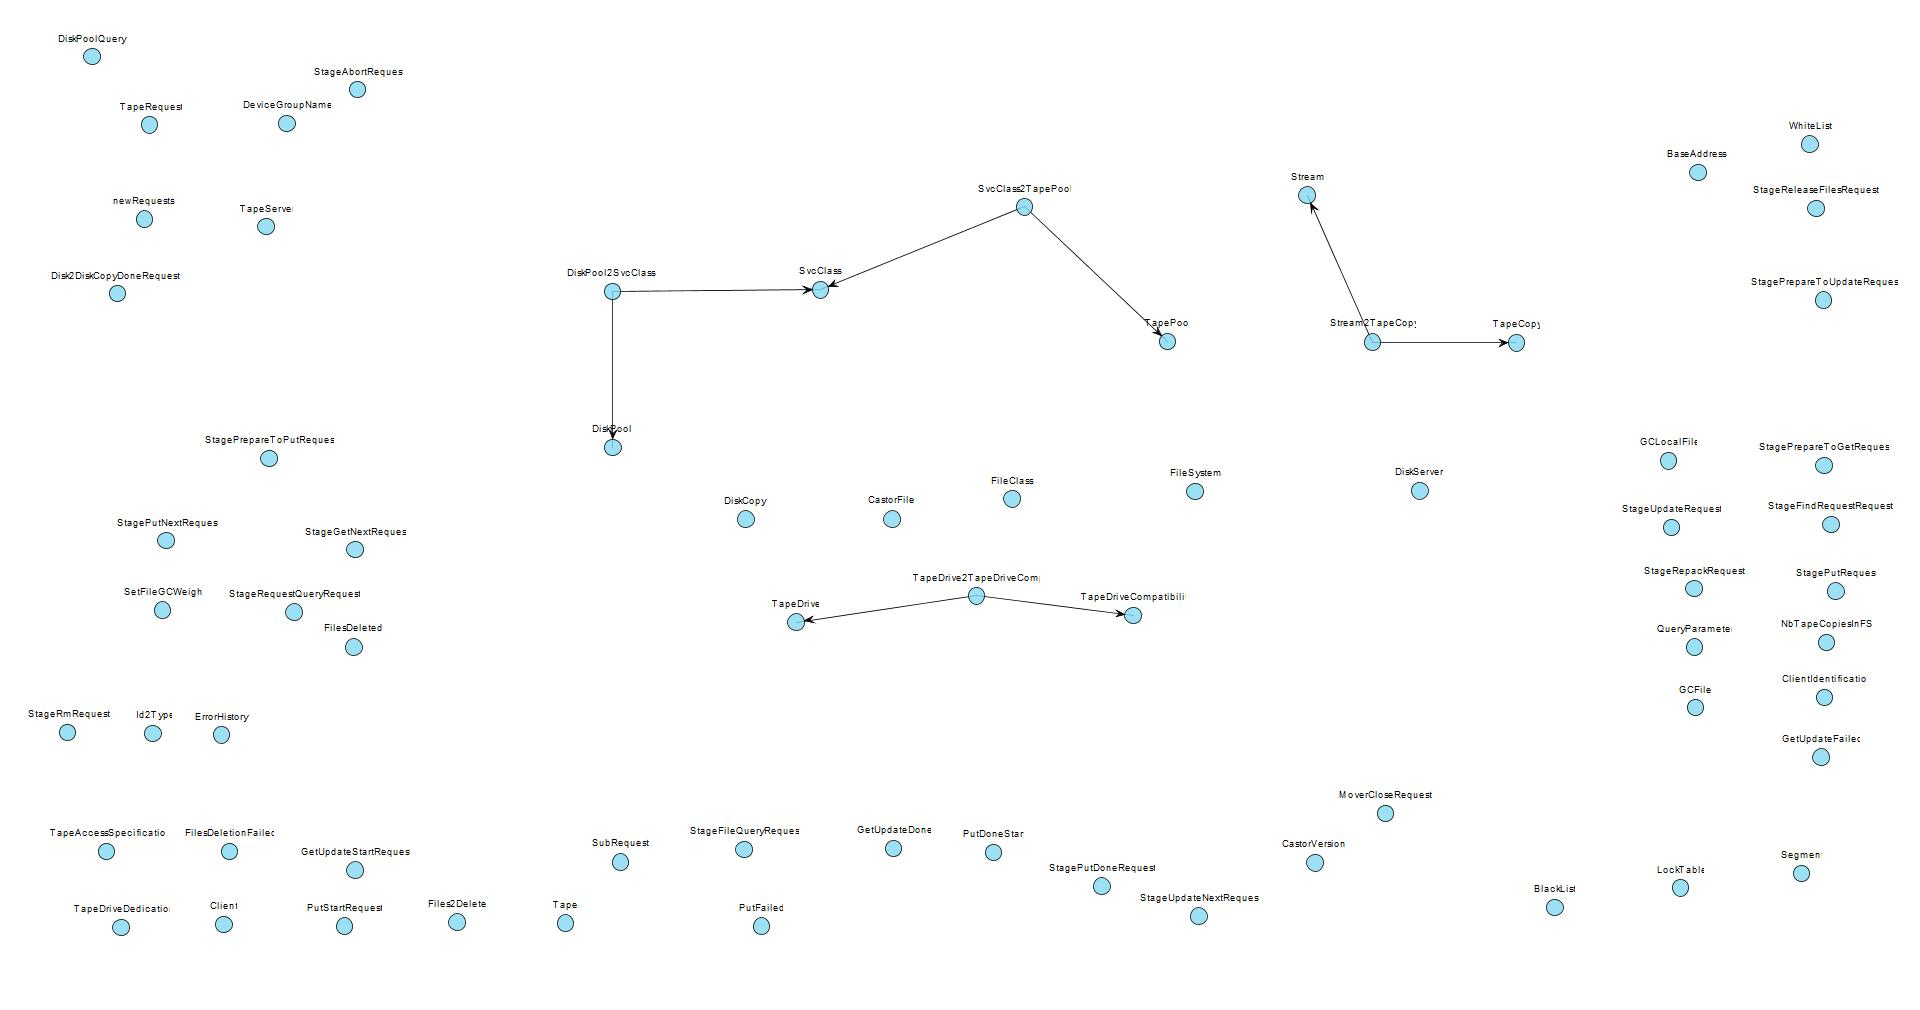 DiskPoolQuery
StageAbortReques
TapeRequest
DeviceGroupName
WhiteList
BaseAddress
Stream
SvcClass2TapePool
StageReleaseFilesRequest
newRequests
TapeServer
DiskPool2SvcClass
SvcClass
Disk2DiskCopyDoneRequest
StagePrepareToUpdateReques
TapePoo
Stream2TapeCopy
TapeCopy
DiskPool
StagePrepareToPutReques
GCLocalFile
StagePrepareToGetReques
FileSystem
DiskServer
FileClass
DiskCopy
CastorFile
StageUpdateRequest
StageFindRequestRequest
StagePutNextReques
StageGetNextReques
StageRepackRequest
StagePutReques
TapeDrive2TapeDriveComp
SetFileGCWeigh
StageRequestQueryRequest
TapeDrive
TapeDriveCompatibili
FilesDeleted
QueryParameter
NbTapeCopiesInFS
ClientIdentificatio
GCFile
StageRmRequest
Id2Type
ErrorHistory
GetUpdateFailed
MoverCloseRequest
TapeAccessSpecificatio
FilesDeletionFailed
StageFileQueryReques
GetUpdateDone
PutDoneStar
SubRequest
CastorVersion
GetUpdateStartReques
Segmen
StagePutDoneRequest
LockTable
BlackList
StageUpdateNextReques
TapeDriveDedicatio
Client
PutStartRequest
Files2Delete
Tape
PutFailed